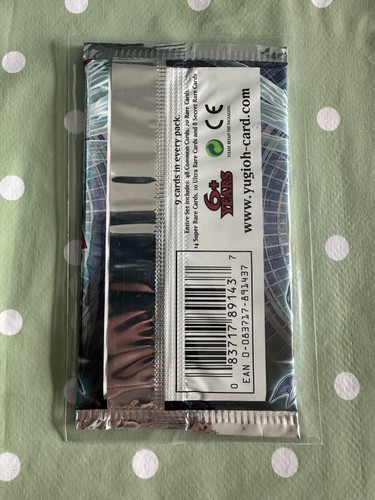 9 cards in every pack.
Entire Set Includes: 48 Common Cards, 20 Rare Cards
14 Super Rare Cards, 10 Ultra Rare Cards and 8 Secret Rare Cards
6+
YEARS
CE
PLEASE RETAIN THE PACKAGING
www.yugioh-card.com
0 83717 89143 7
EAN 0-083717-891437